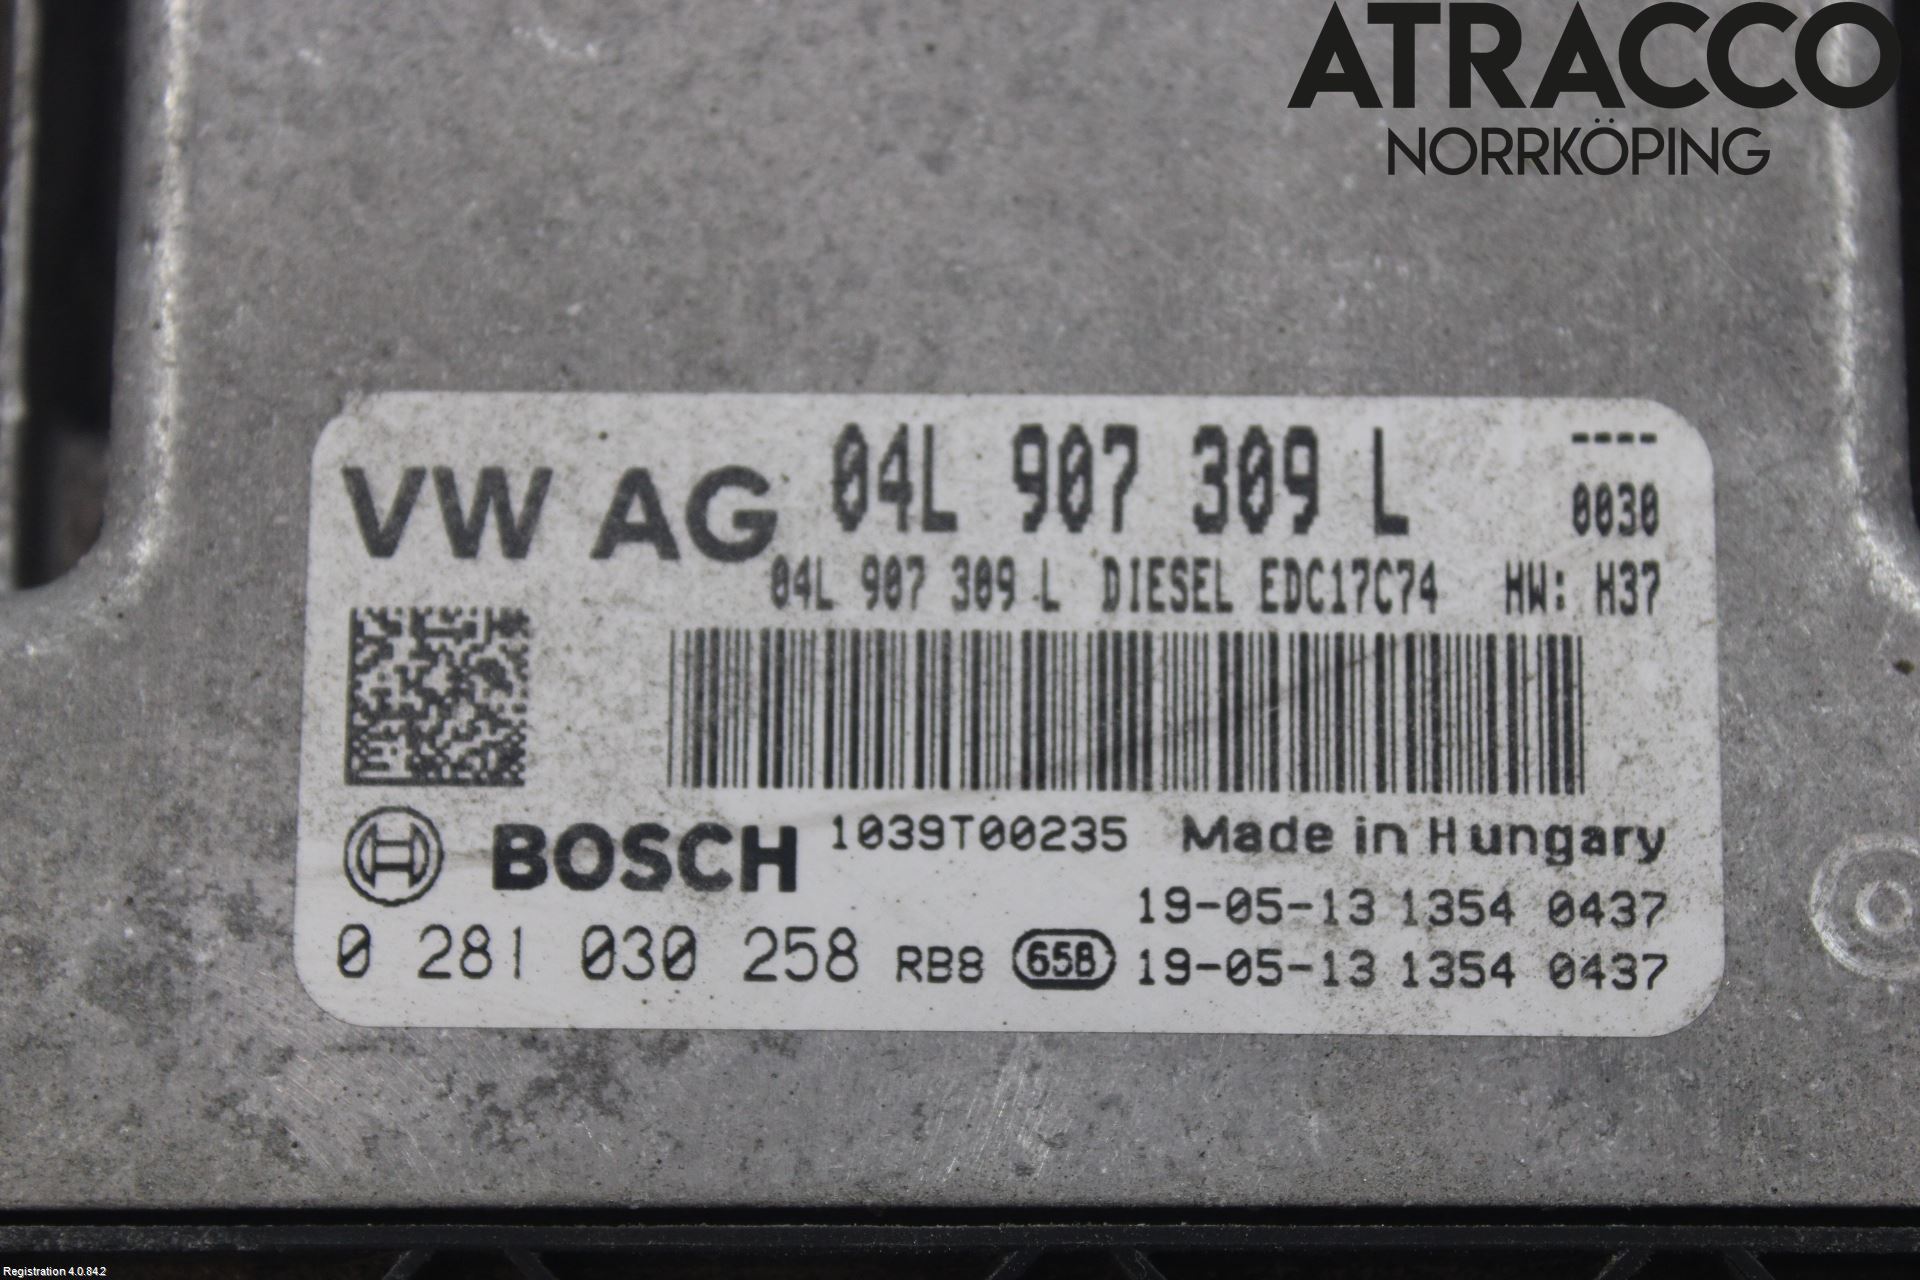 ATRACCO
NORRKÖPING
VW AG 04L 907 309 L ----
0030
04L 907 309 L DIESEL EDC17C74 HW: H37
BOSCH 1039T00235 Made in Hungary
19-05-13 1354 0437
0 281 030 258 RB8 65B 19-05-13 1354 0437
Registration 4.0.84.2